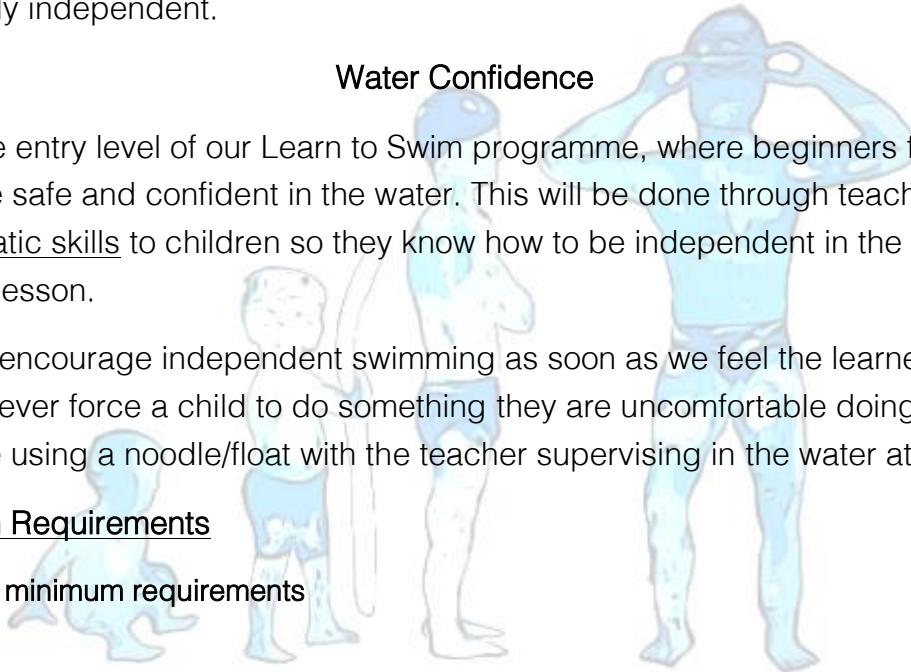 ly independent.
Water Confidence
e entry level of our Learn to Swim programme, where beginners f
e safe and confident in the water. This will be done through teach
atic skills to children so they know how to be independent in the
esson.
encourage independent swimming as soon as we feel the learne
ever force a child to do something they are uncomfortable doing
e using a noodle/float with the teacher supervising in the water at
Requirements
minimum requirements